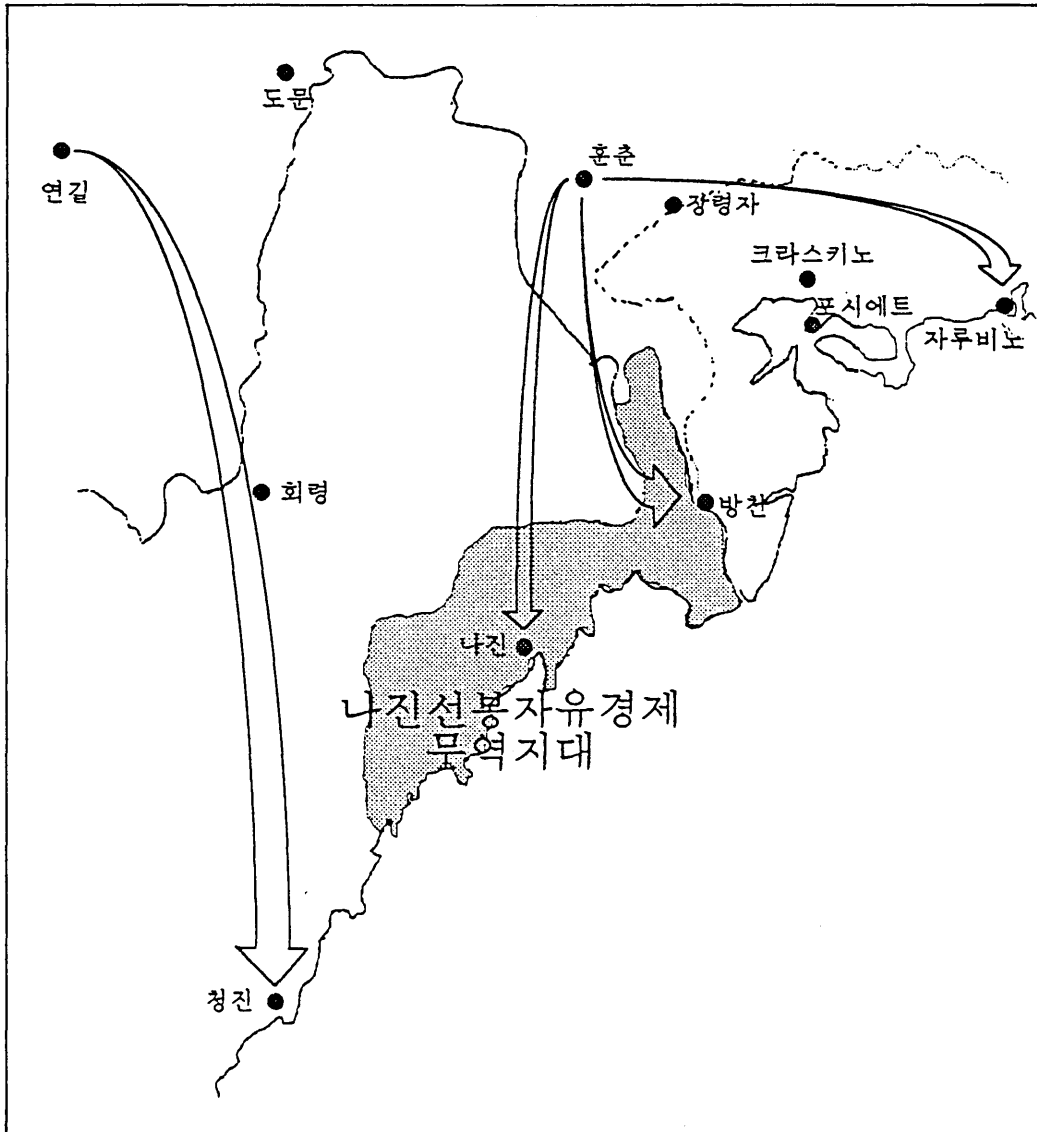 도문
연길
훈춘
장령자
크라스키노
포시에트
자루비노
회령
방찬
나진
나진선봉자유경제
무역지대
청진